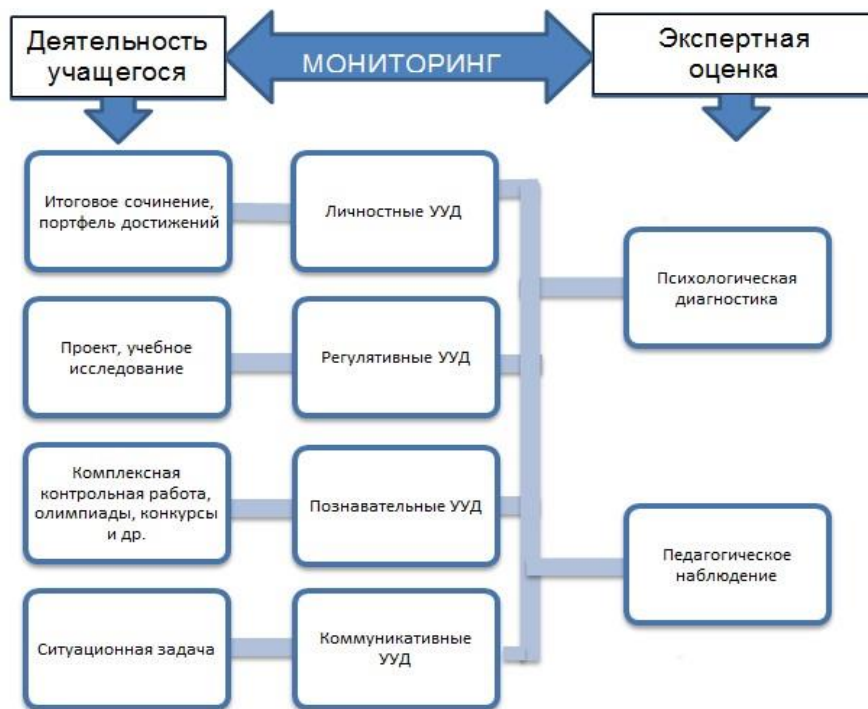 Деятельность
учащегося
МОНИТОРИНГ
Экспертная
оценка
Итоговое сочинение,
портфель достижений
Личностные УУД
Психологическая
диагностика
Проект, учебное
исследование
Регулятивные УУД
Комплексная
контрольная работа,
олимпиады, конкурсы
и др.
Познавательные УУД
Педагогическое
наблюдение
Ситуационная задача
Коммуникативные
УУД